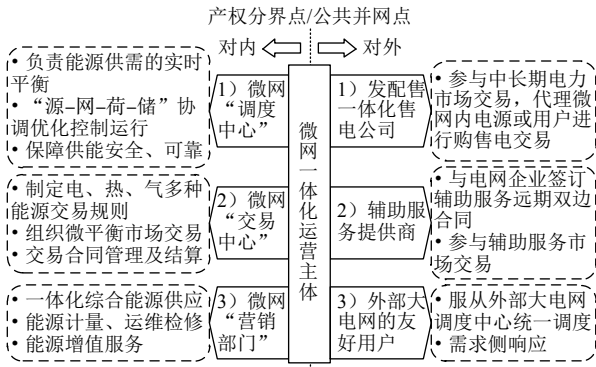 产权分界点/公共并网点
对内
对外
• 负责能源供需的实时
平衡
• “源–网–荷–储”协
调优化控制运行
• 保障供能安全、可靠
1）微网
“调度
中心”
• 制定电、热、气多种
能源交易规则
• 组织微平衡市场交易
• 交易合同管理及结算
2）微网
“交易
中心”
• 一体化综合能源供应
• 能源计量、运维检修
• 能源增值服务
3）微网
“营销
部门”
微网一体化运营主体
1）发配售
一体化售
电公司
• 参与中长期电力
市场交易，代理微
网内电源或用户进
行购售电交易
2）辅助服
务提供商
• 与电网企业签订
辅助服务远期双边
合同
• 参与辅助服务市
场交易
3）外部大
电网的友
好用户
• 服从外部大电网
调度中心统一调度
• 需求侧响应